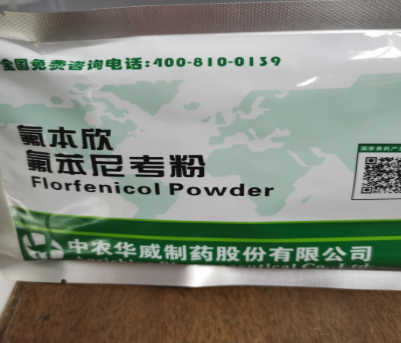 全国免费咨询电话:400-810-0139
氟本欣
氟苯尼考粉
Florfenicol Powder
中农华威制药股份有限公司